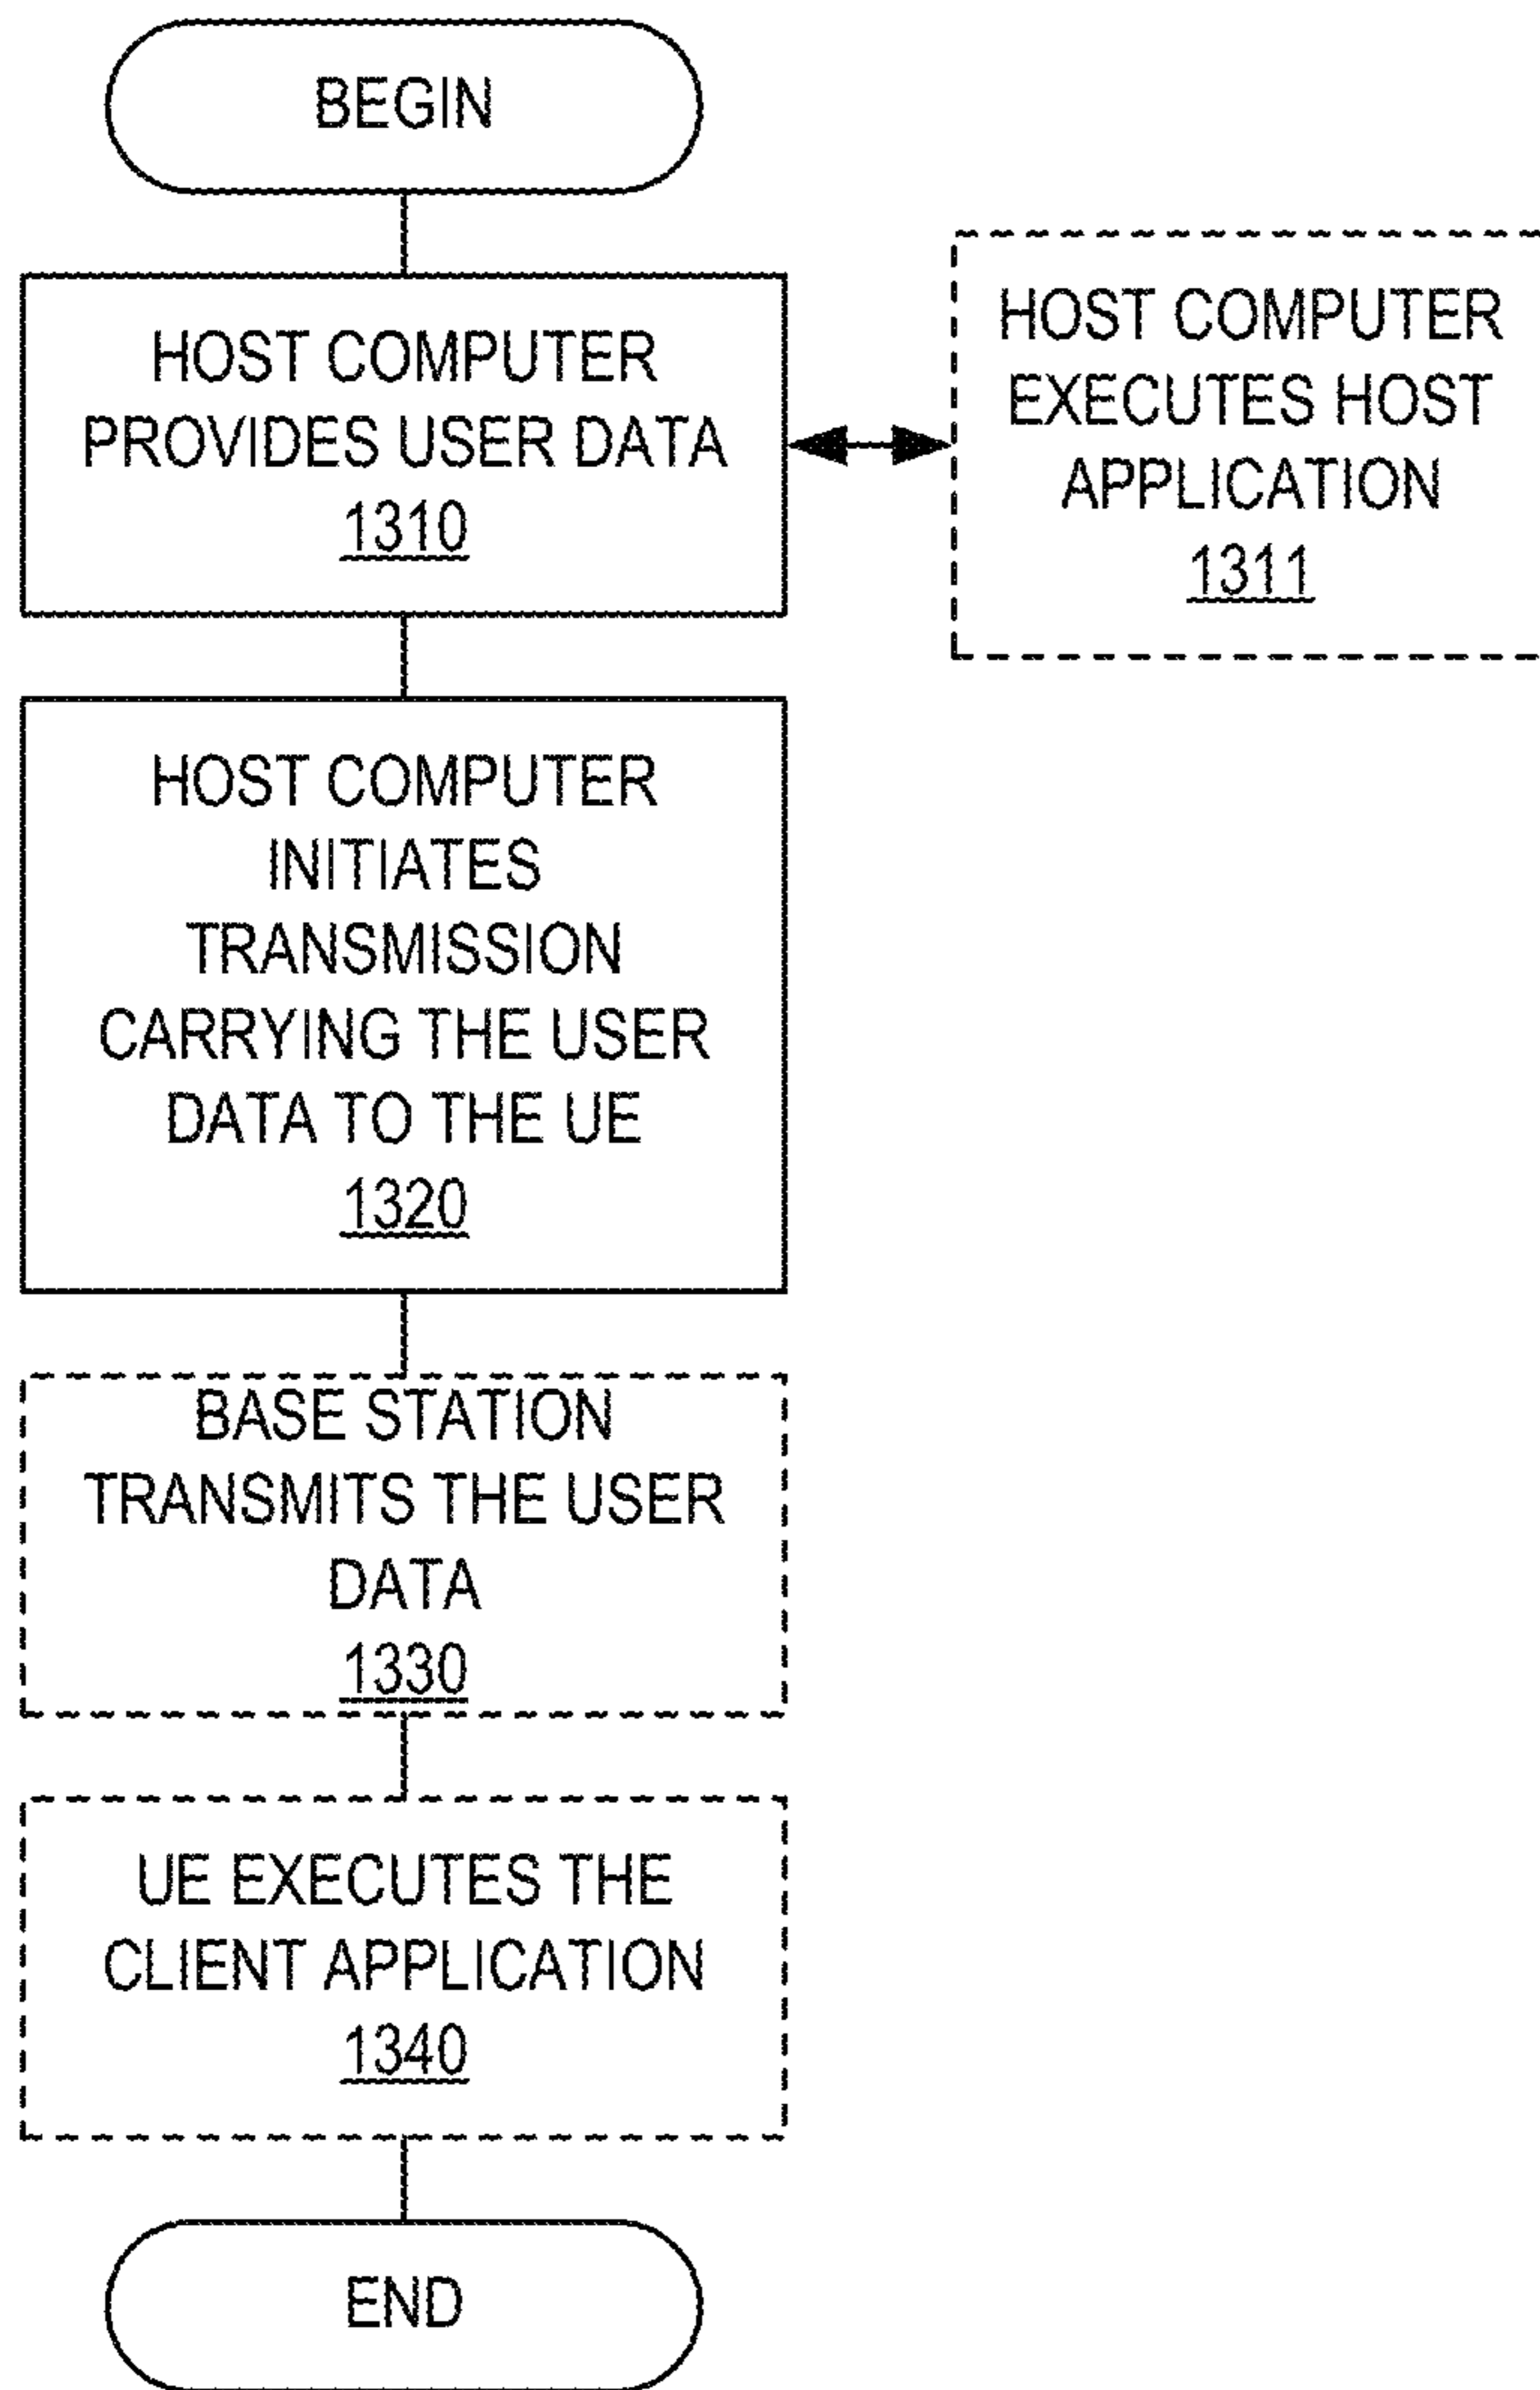 BEGIN
HOST COMPUTER
PROVIDES USER DATA
1310
HOST COMPUTER
EXECUTES HOST
APPLICATION
1311
HOST COMPUTER
INITIATES
TRANSMISSION
CARRYING THE USER
DATA TO THE UE
1320
BASE STATION
TRANSMITS THE USER
DATA
1330
UE EXECUTES THE
CLIENT APPLICATION
1340
END